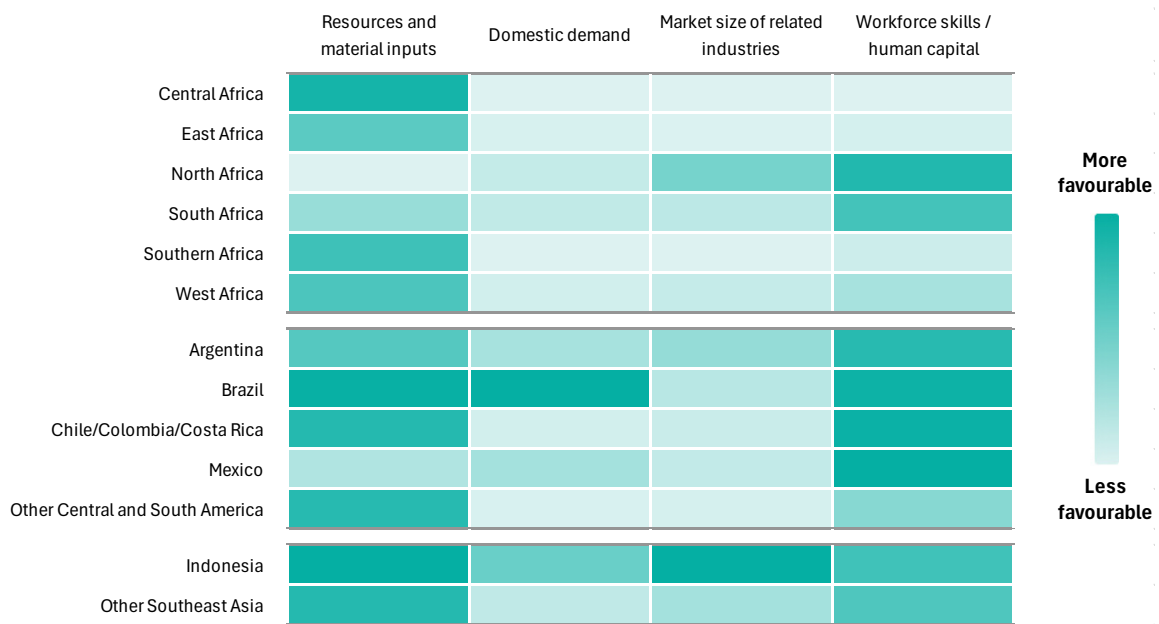 Resources and
material inputs
Domestic demand
Market size of related
industries
Workforce skills /
human capital
Central Africa
East Africa
North Africa
South Africa
Southern Africa
West Africa
Argentina
Brazil
Chile/Colombia/Costa Rica
Mexico
Other Central and South America
Indonesia
Other Southeast Asia
More
favourable
Less
favourable